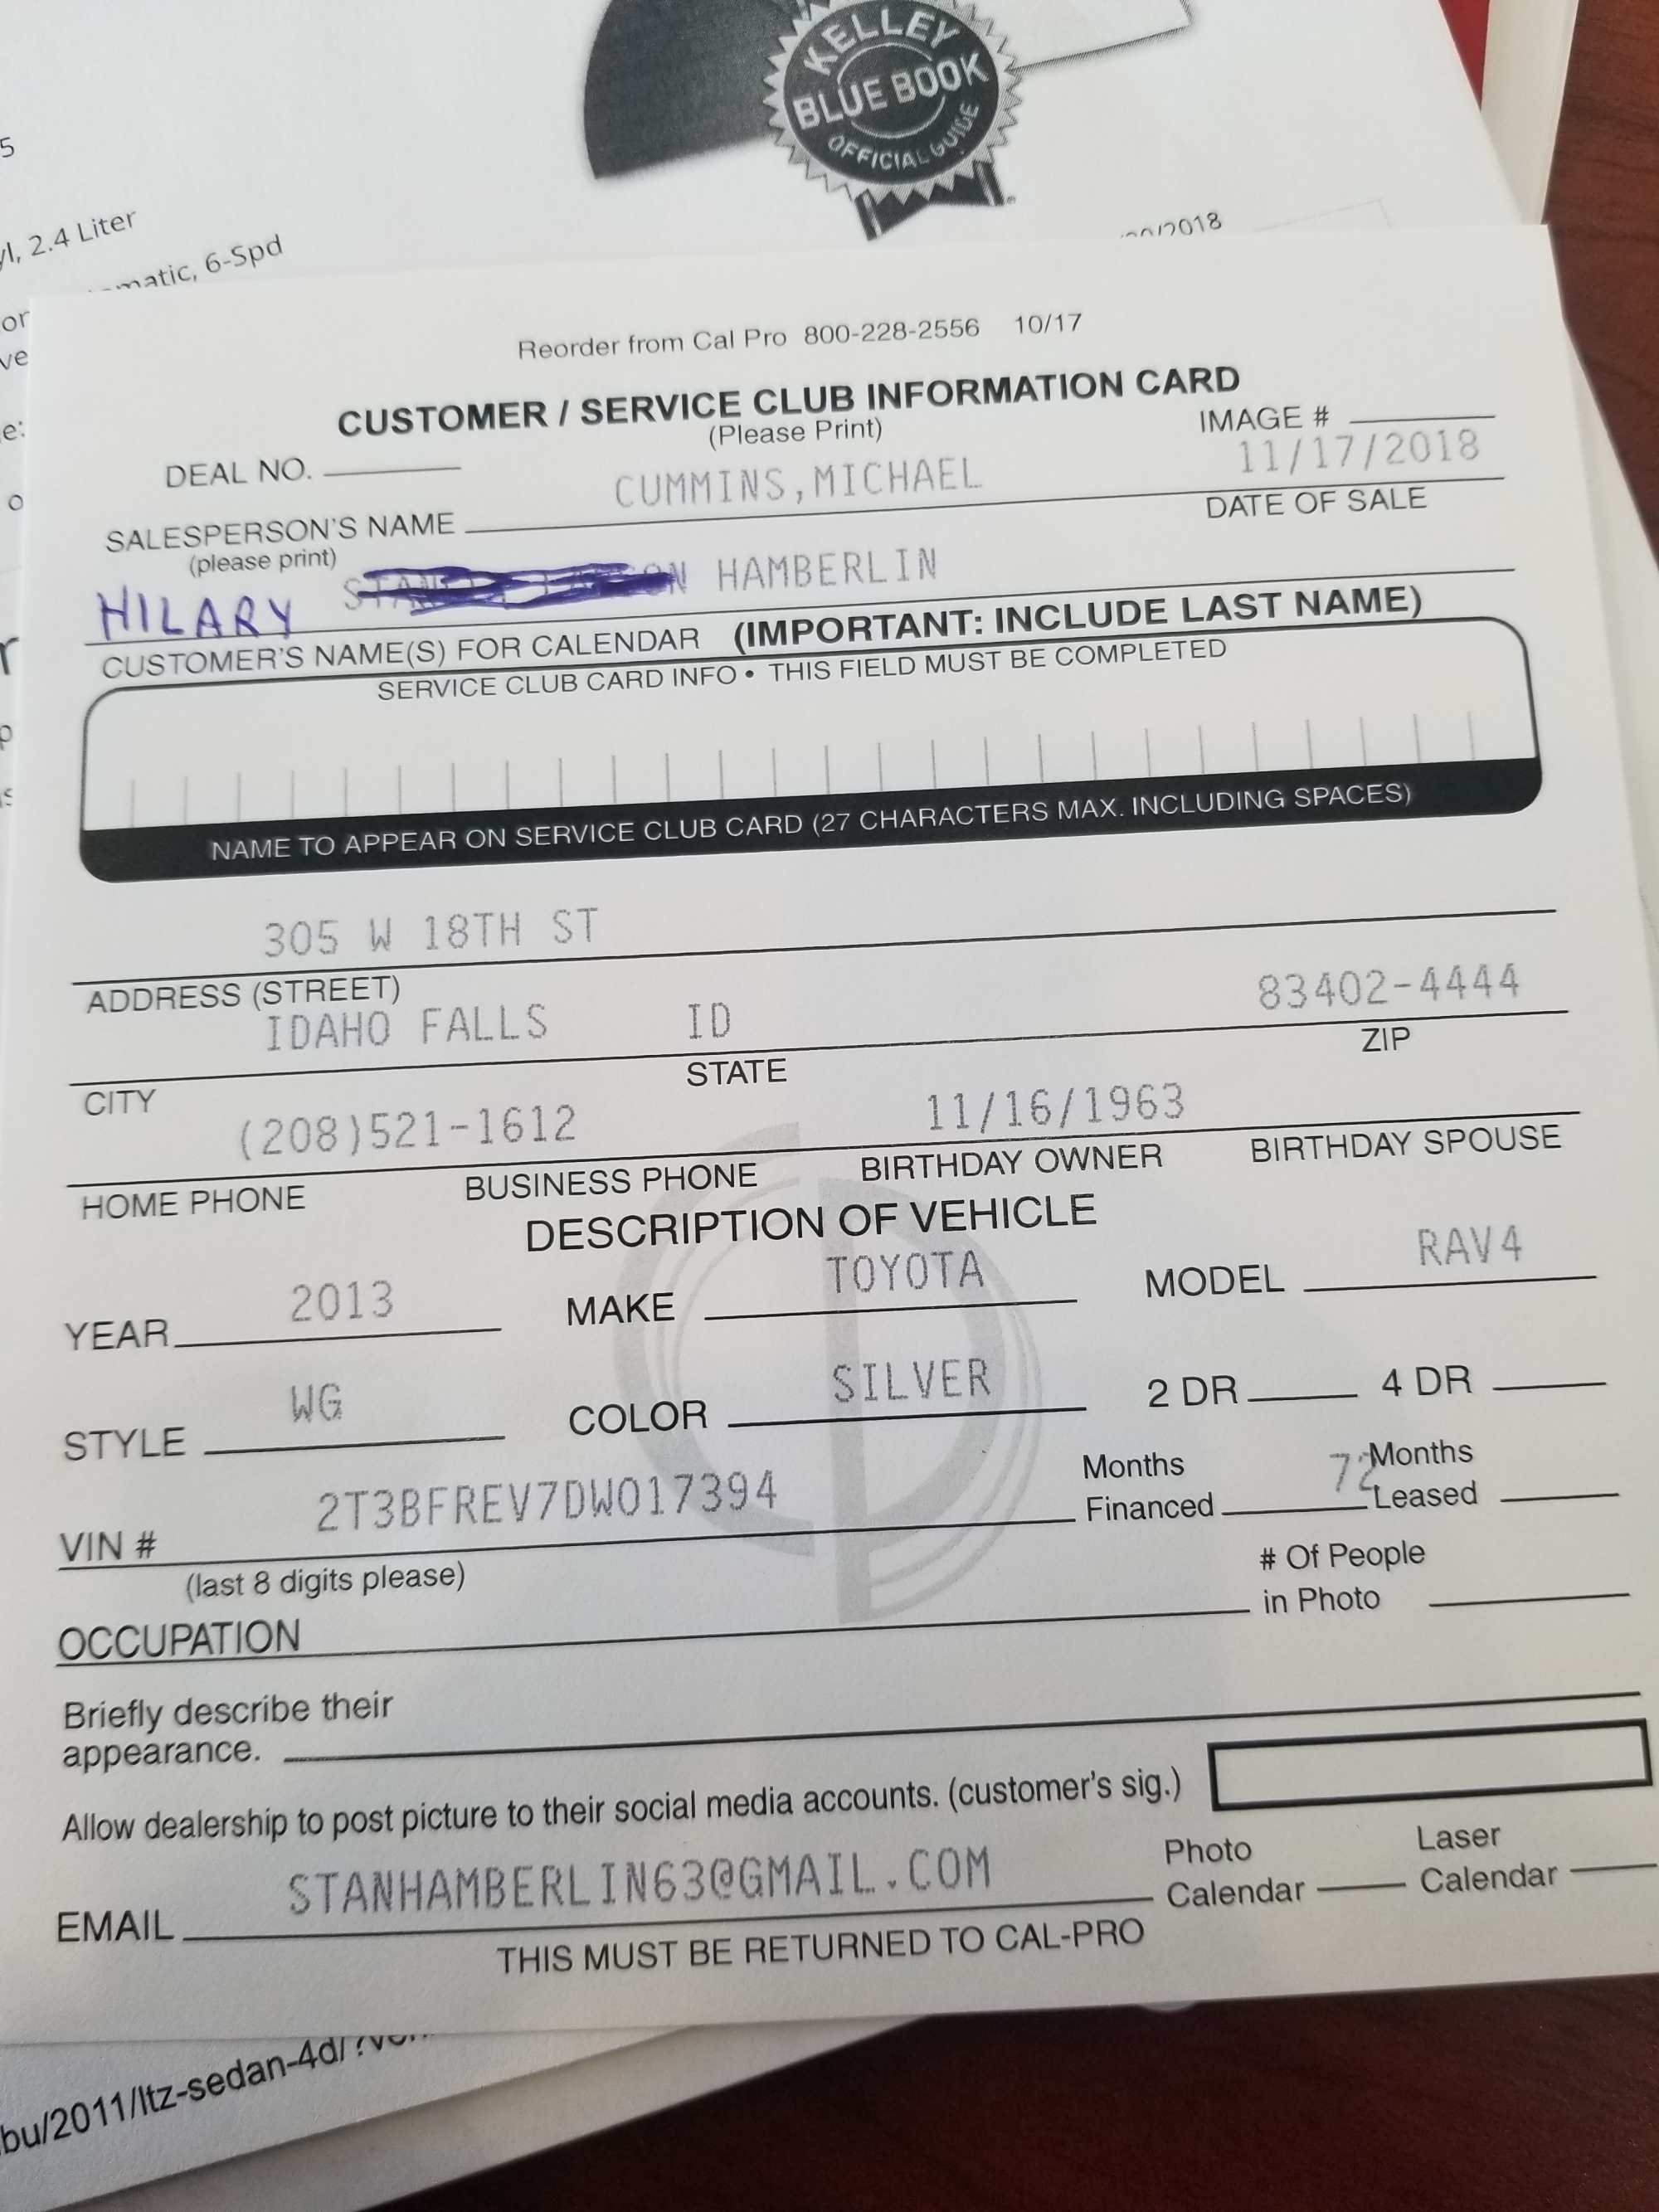 KELLEY
BLUE BOOK
OFFICIAL GUIDE
5
yl, 2.4 Liter
matic, 6-Spd
/2018
Reorder from Cal Pro 800-228-2556 10/17
CUSTOMER / SERVICE CLUB INFORMATION CARD
(Please Print)
IMAGE #
DEAL NO.
CUMMINS,MICHAEL 11/17/2018
SALESPERSON'S NAME DATE OF SALE
(please print)
HILARY HAMBERLIN
CUSTOMER'S NAME(S) FOR CALENDAR (IMPORTANT: INCLUDE LAST NAME)
SERVICE CLUB CARD INFO • THIS FIELD MUST BE COMPLETED
NAME TO APPEAR ON SERVICE CLUB CARD (27 CHARACTERS MAX. INCLUDING SPACES)
305 W 18TH ST
ADDRESS (STREET)
IDAHO FALLS ID 83402-4444
CITY STATE ZIP
(208)521-1612 11/16/1963
HOME PHONE BUSINESS PHONE BIRTHDAY OWNER BIRTHDAY SPOUSE
DESCRIPTION OF VEHICLE
YEAR 2013 MAKE TOYOTA MODEL RAV4
STYLE WG COLOR SILVER 2 DR 4 DR
VIN # 2T3BFREV7DW017394 Months Financed 72 Months Leased
(last 8 digits please)
OCCUPATION # Of People in Photo
Briefly describe their
appearance.
Allow dealership to post picture to their social media accounts. (customer's sig.)
EMAIL STANHAMBERLIN63@GMAIL.COM Photo Calendar Laser Calendar
THIS MUST BE RETURNED TO CAL-PRO
bu/2011/ltz-sedan-4d/?ve